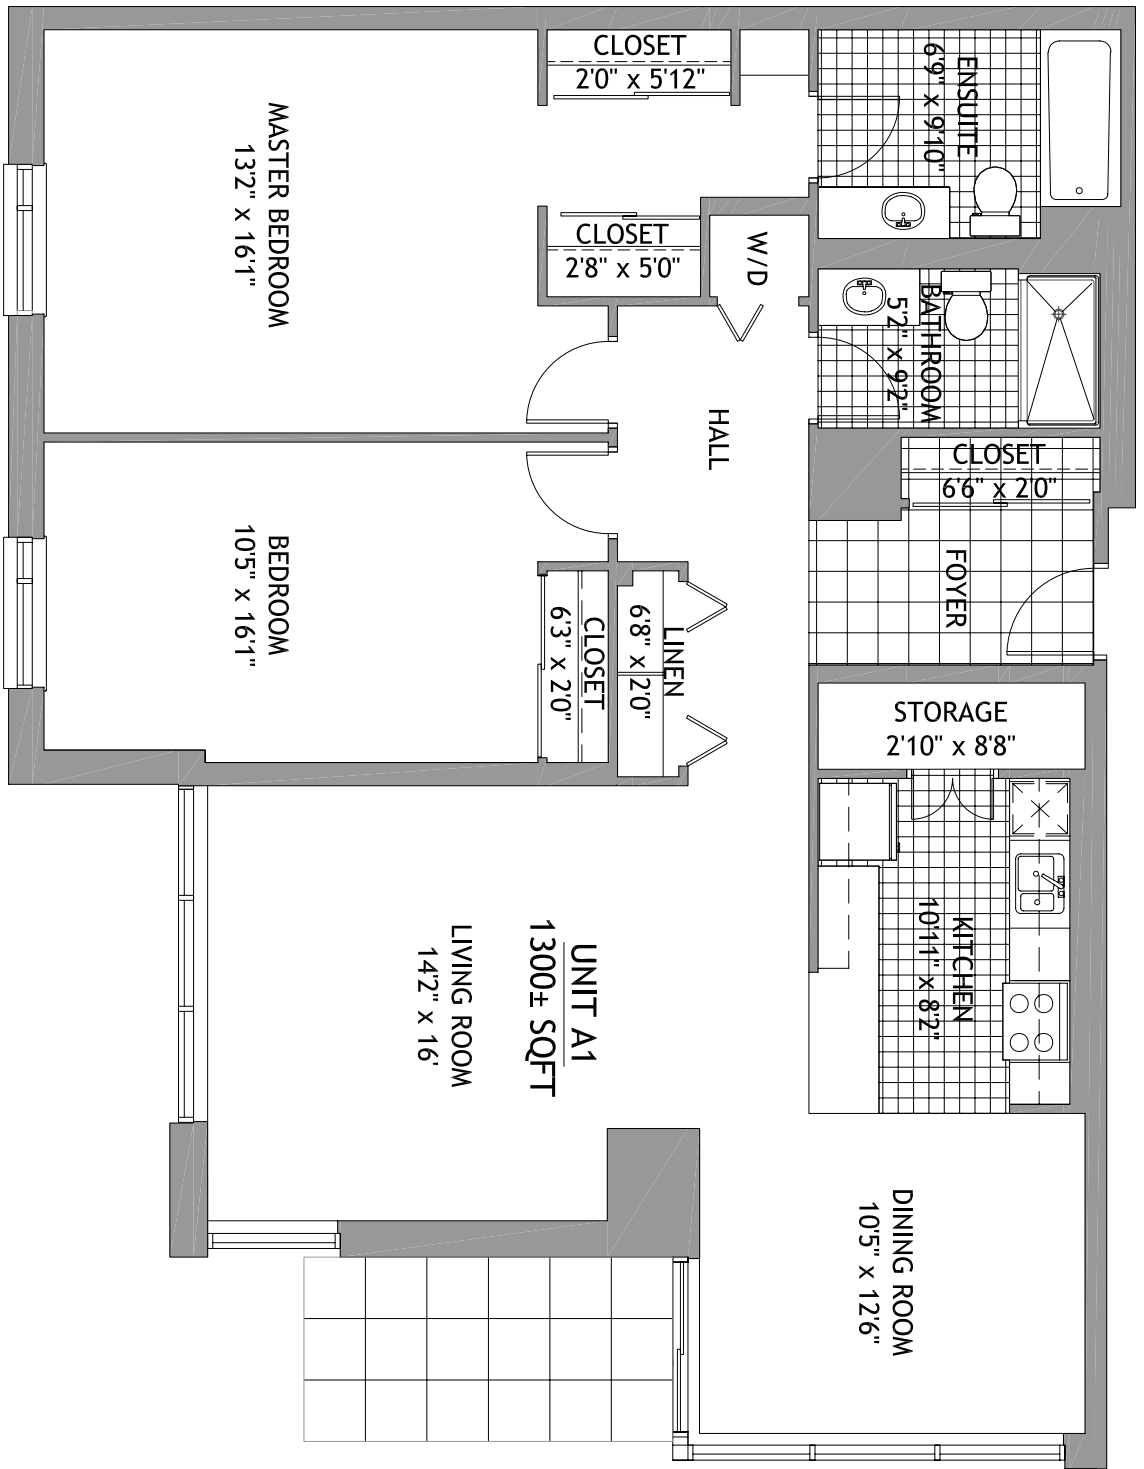 CLOSET
2'0" x 5'12"
ENSUITE
6'9" x 9'10"
MASTER BEDROOM
13'2" x 16'1"
CLOSET
2'8" x 5'0"
W/D
BATHROOM
5'2" x 9'2"
HALL
CLOSET
6'6" x 2'0"
FOYER
BEDROOM
10'5" x 16'1"
CLOSET
6'3" x 2'0"
LINEN
6'8" x 2'0"
STORAGE
2'10" x 8'8"
KITCHEN
10'11" x 8'2"
UNIT A1
1300± SQFT
LIVING ROOM
14'2" x 16'
DINING ROOM
10'5" x 12'6"